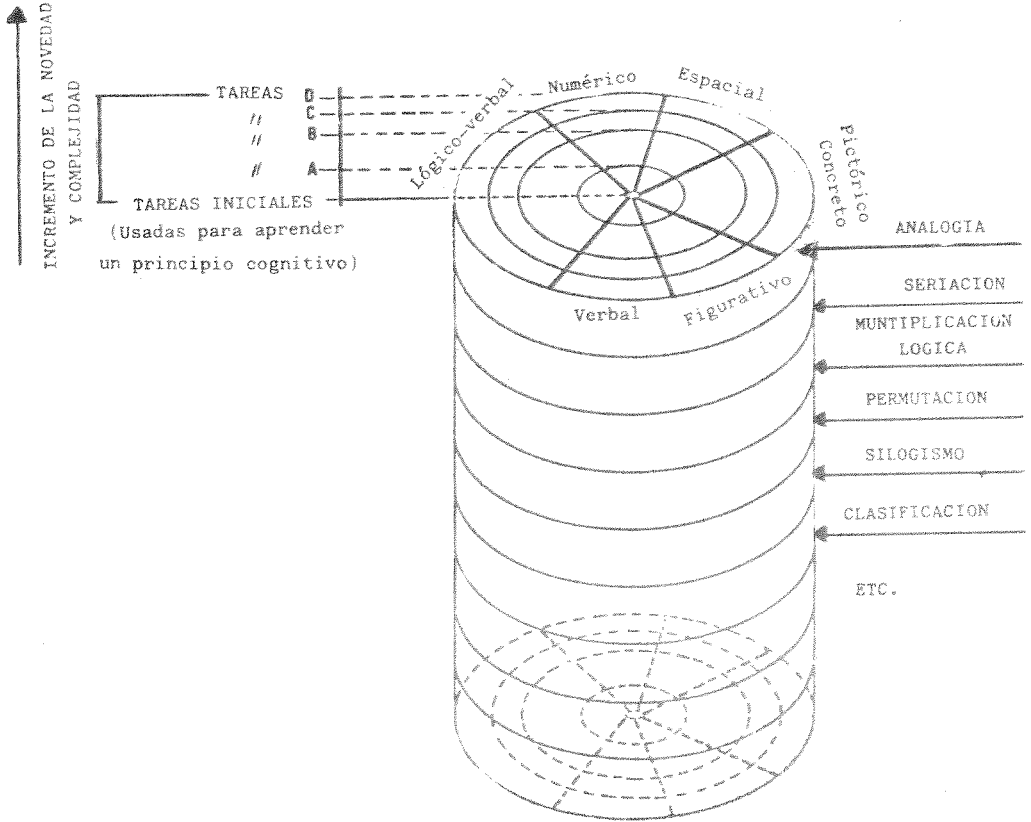 INCREMENTO DE LA NOVEDAD
Y COMPLEJIDAD
TAREAS D
" C
" B
" A
TAREAS INICIALES
(Usadas para aprender
un principio cognitivo)
Lógico-verbal
Numérico
Espacial
Pictórico
Concreto
Figurativo
Verbal
ANALOGIA
SERIACION
MUNTIPLICACION
LOGICA
PERMUTACION
SILOGISMO
CLASIFICACION
ETC.